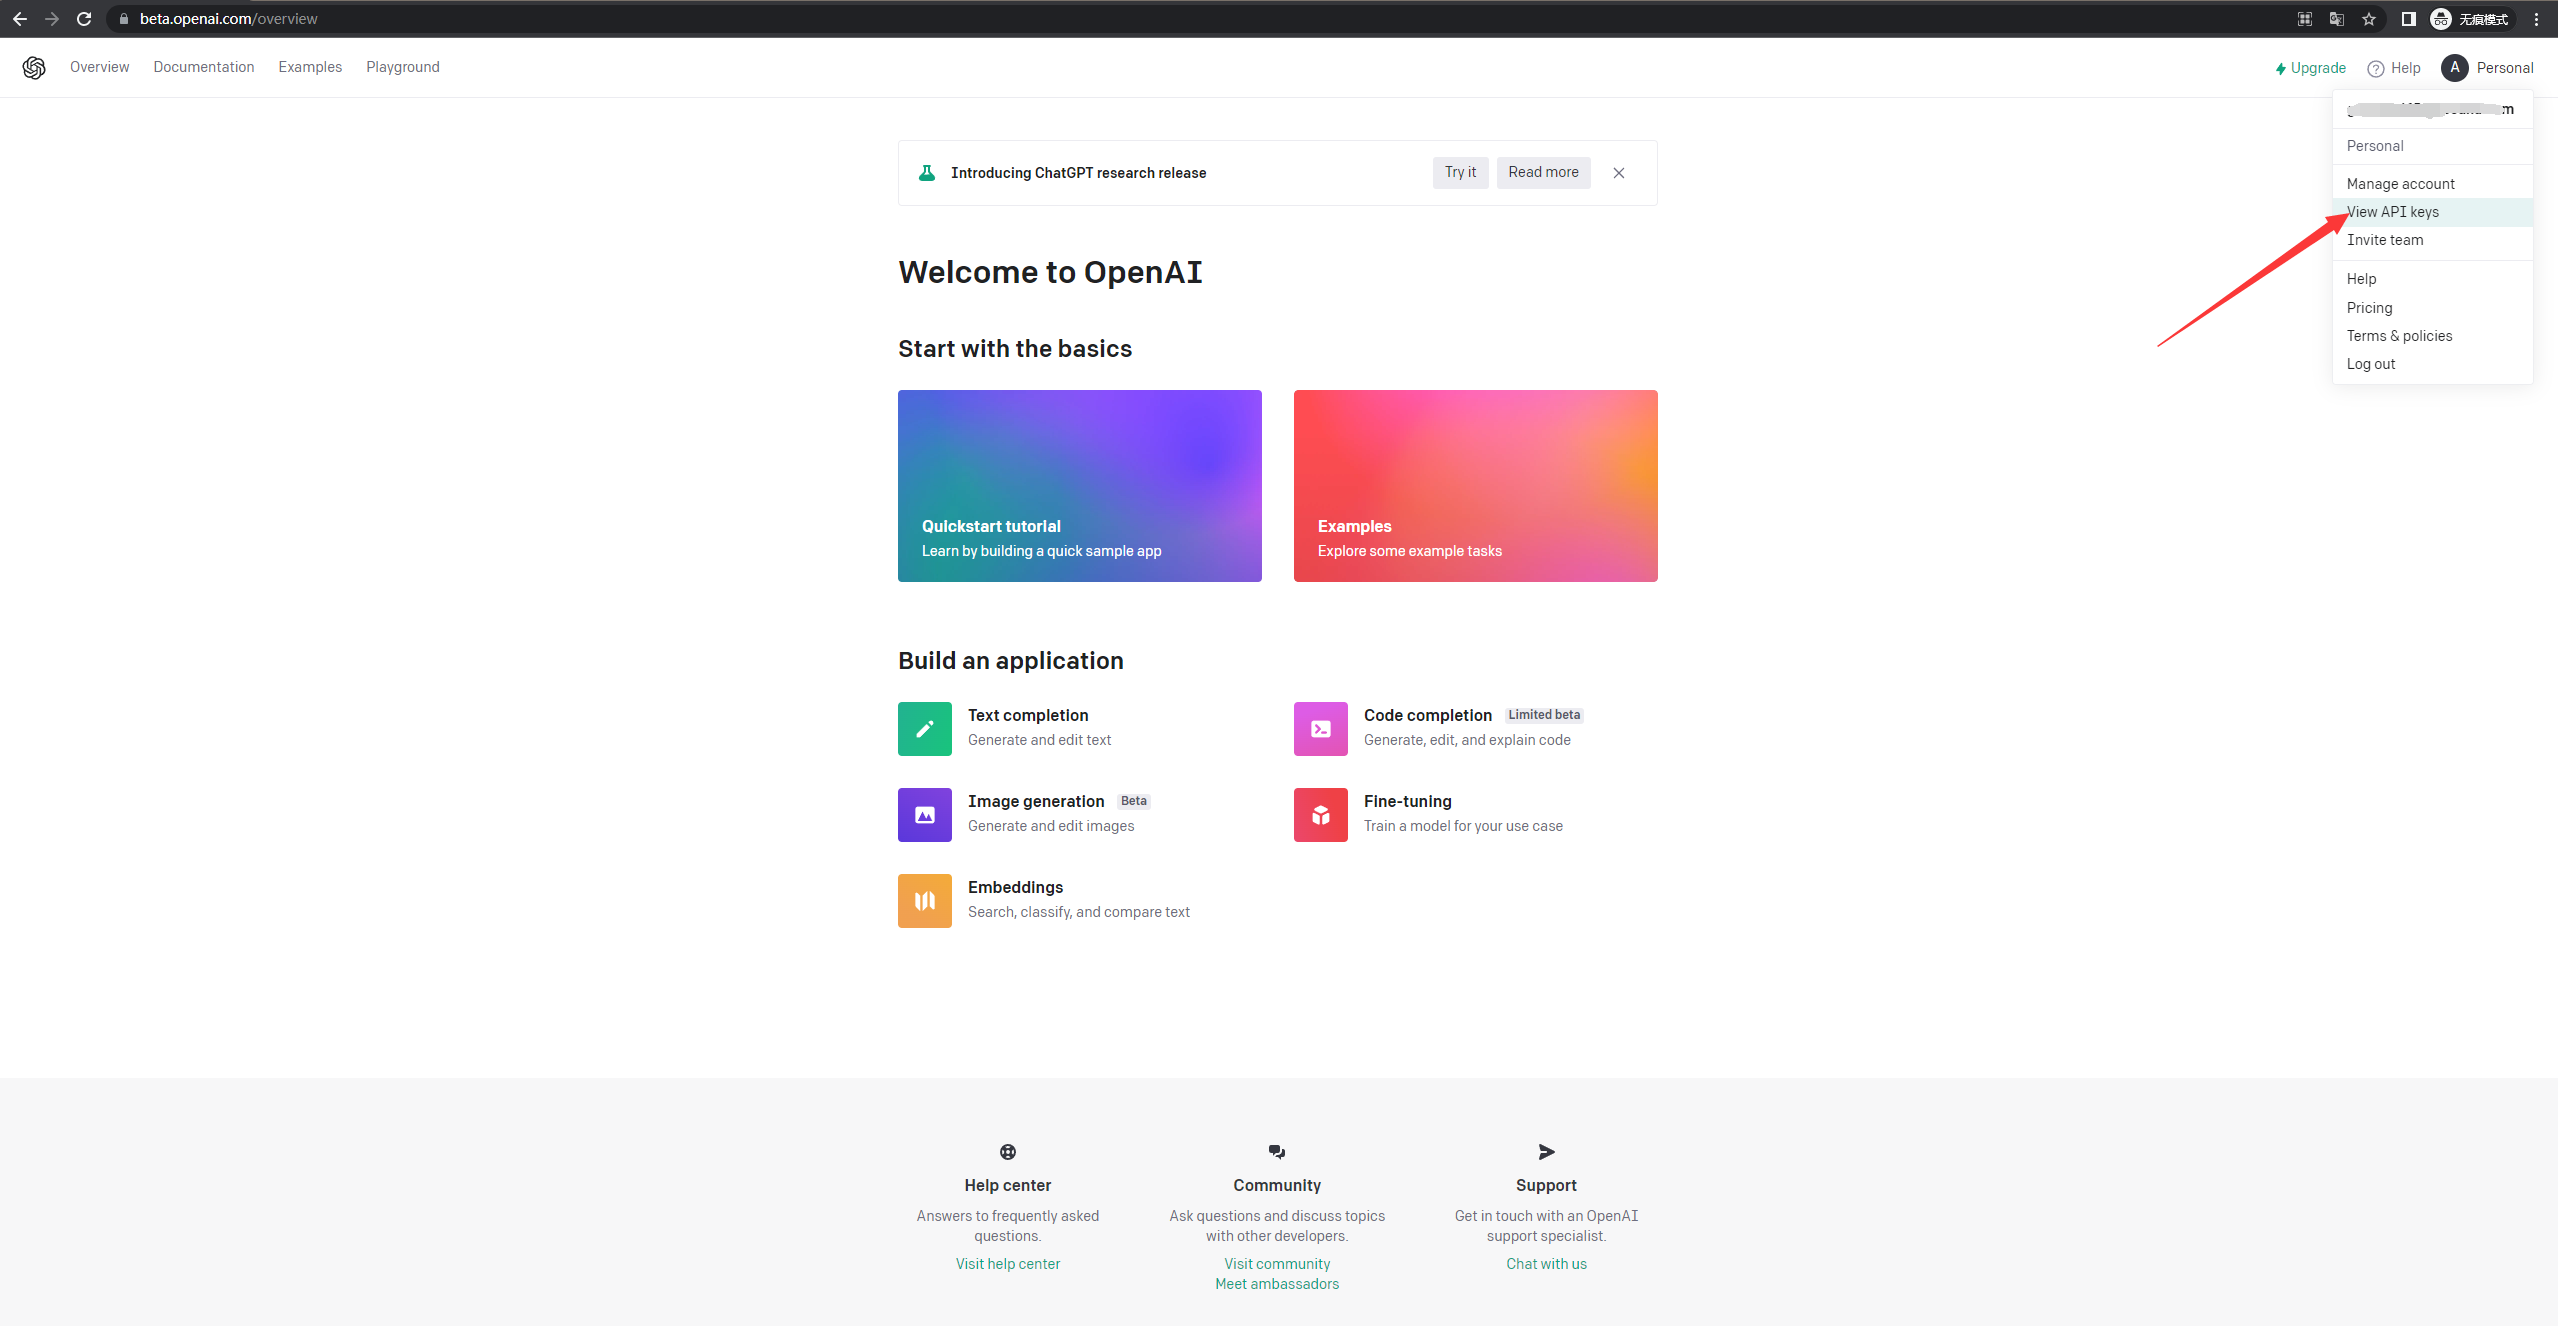 beta.openai.com/overview
无痕模式
Overview Documentation Examples Playground
Upgrade Help A Personal
Personal
Manage account
View API keys
Invite team
Help
Pricing
Terms & policies
Log out
Introducing ChatGPT research release Try it Read more
Welcome to OpenAI
Start with the basics
Quickstart tutorial
Learn by building a quick sample app
Examples
Explore some example tasks
Build an application
Text completion
Generate and edit text
Code completion Limited beta
Generate, edit, and explain code
Image generation Beta
Generate and edit images
Fine-tuning
Train a model for your use case
Embeddings
Search, classify, and compare text
Help center
Answers to frequently asked
questions.
Visit help center
Community
Ask questions and discuss topics
with other developers.
Visit community
Meet ambassadors
Support
Get in touch with an OpenAI
support specialist.
Chat with us